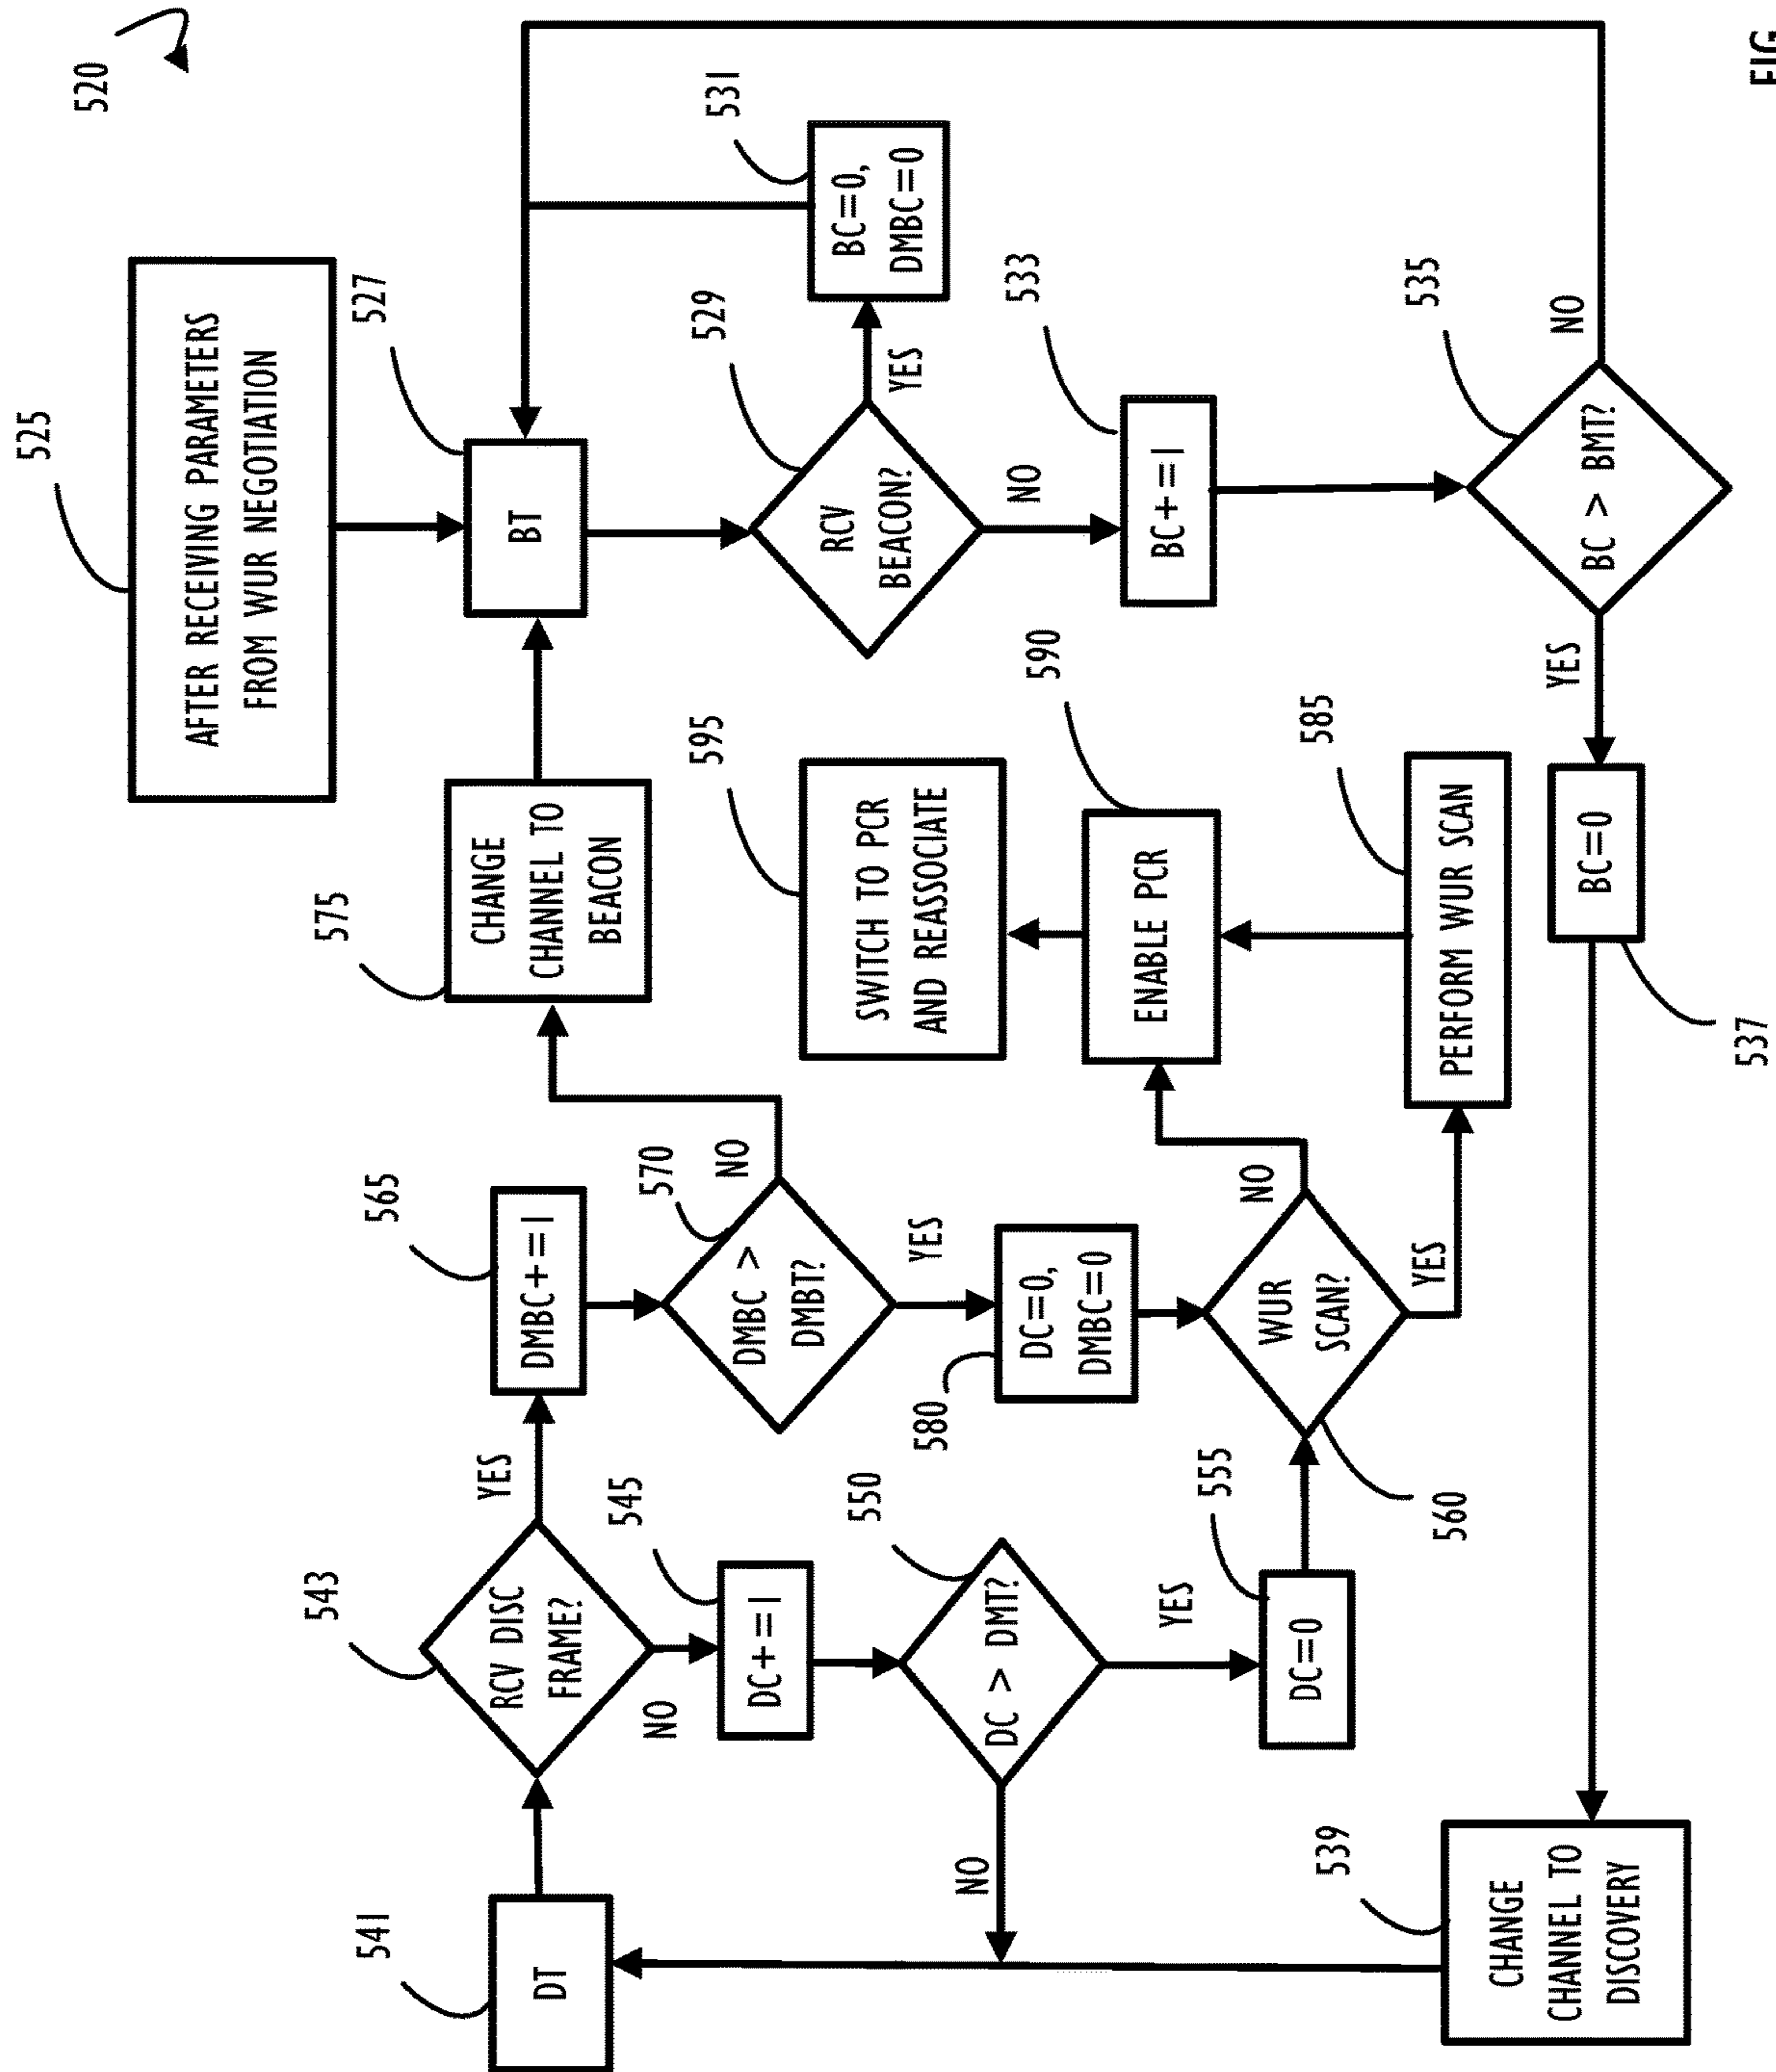 520
525
AFTER RECEIVING PARAMETERS
FROM WUR NEGOTIATION
527
BT
529
RCV
BEACON?
YES
531
BC=0,
DMBC=0
NO
533
BC+=1
535
BC > BMT?
NO
YES
BC=0
537
539
CHANGE
CHANNEL TO
DISCOVERY
541
DT
543
RCV DISC
FRAME?
YES
NO
545
DC+=1
550
DC > DMT?
NO
YES
555
DC=0
560
WUR
SCAN?
NO
YES
565
DMBC+=1
570
DMBC >
DMBT?
NO
YES
575
CHANGE
CHANNEL TO
BEACON
580
DC=0,
DMBC=0
585
PERFORM WUR SCAN
590
ENABLE PCR
595
SWITCH TO PCR
AND REASSOCIATE
FIG